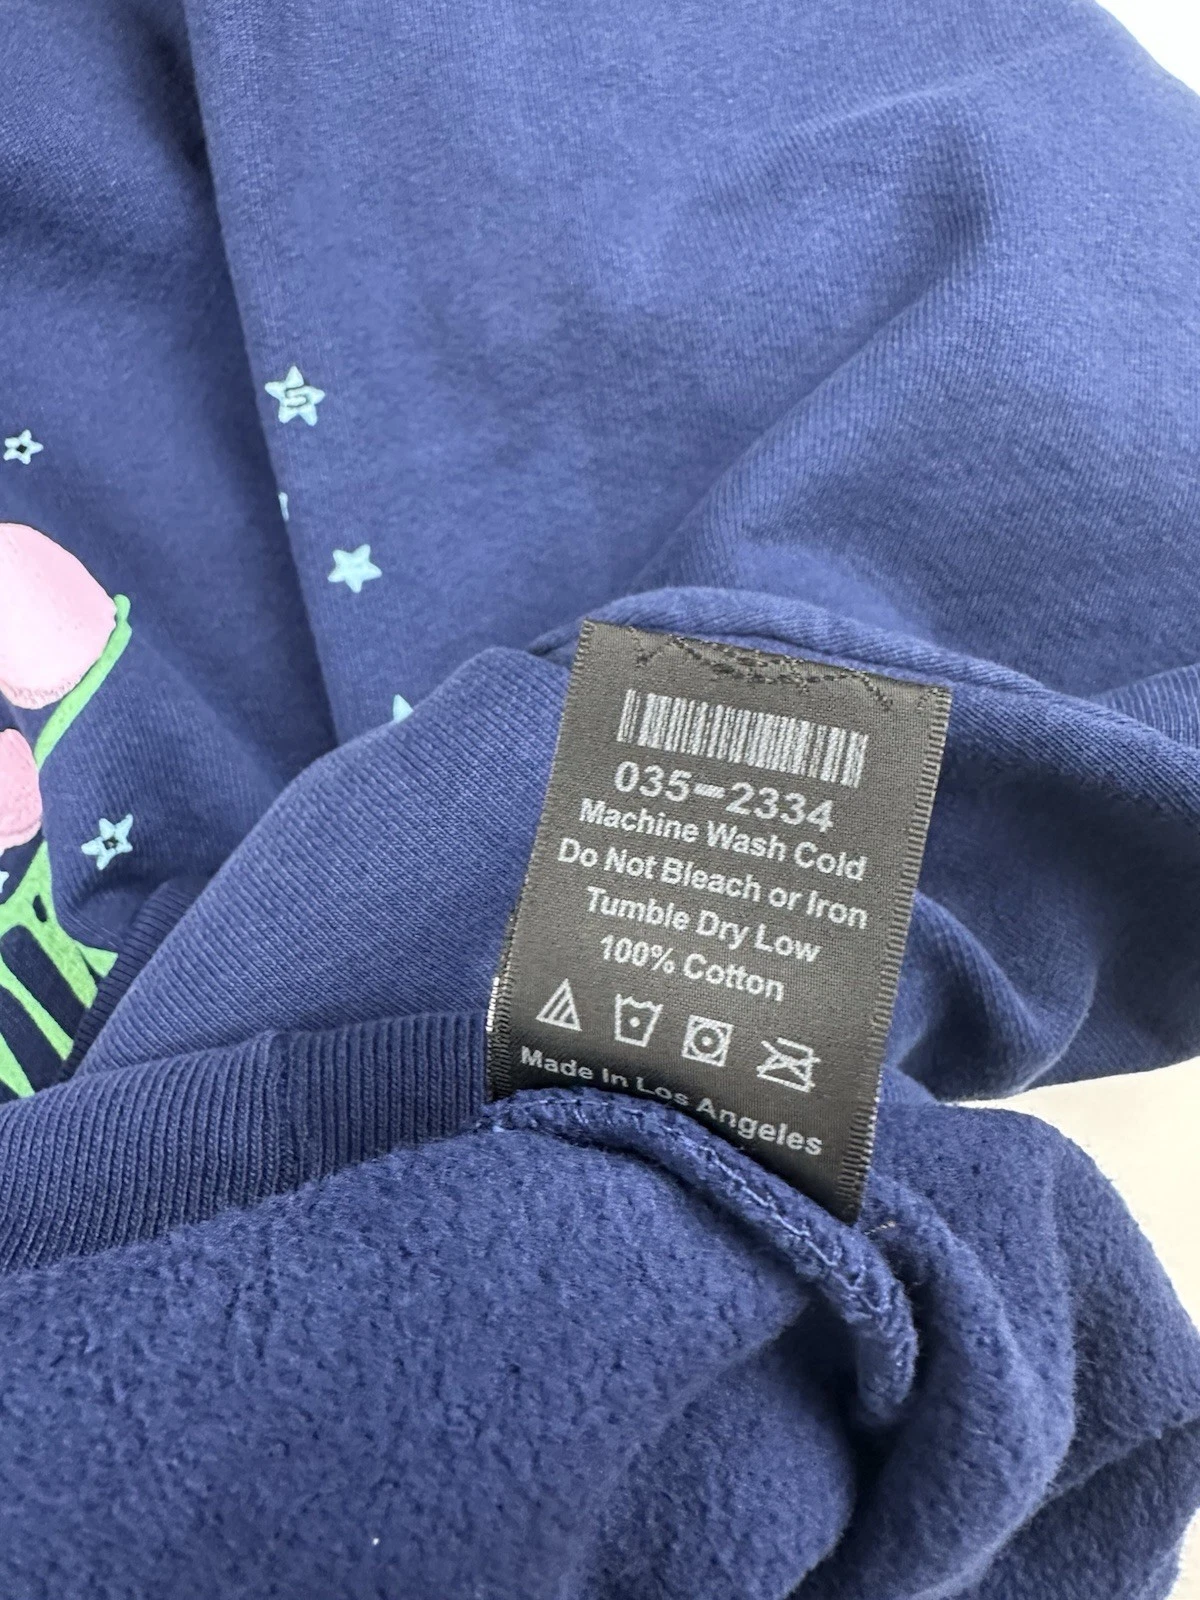 035-2334
Machine Wash Cold
Do Not Bleach or Iron
Tumble Dry Low
100% Cotton
Made In Los Angeles